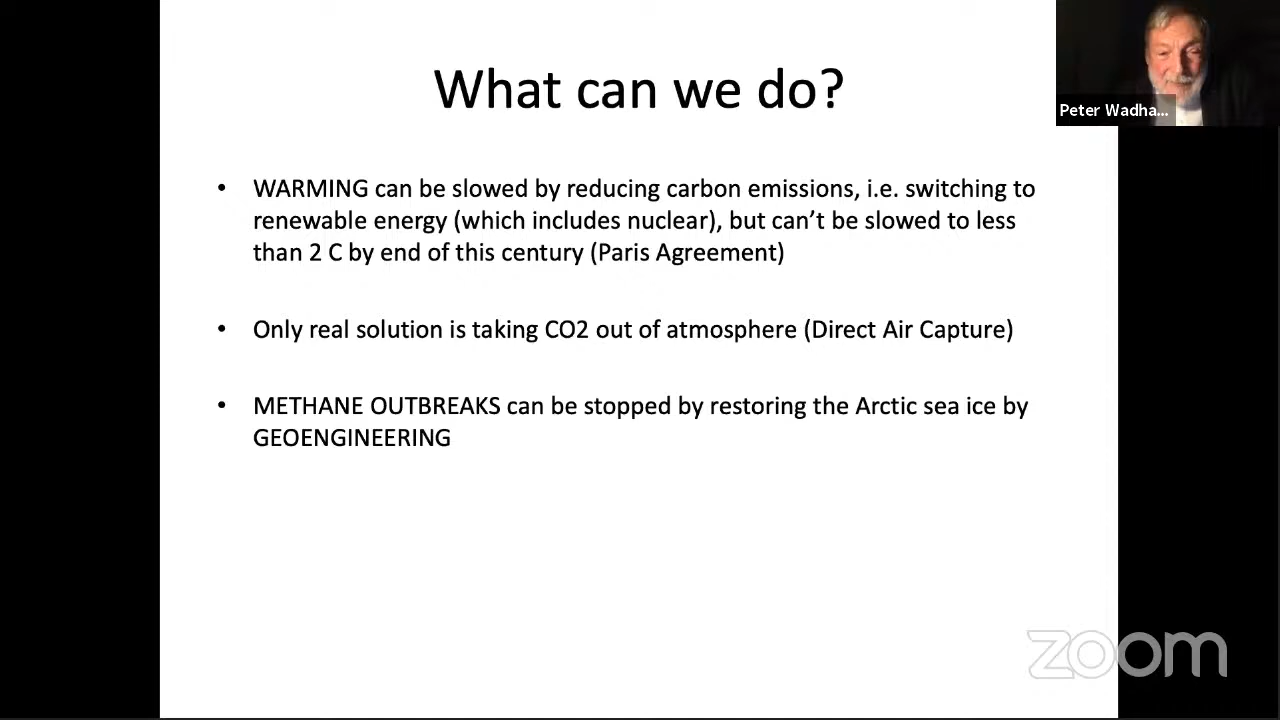 What can we do?
Peter Wadha...
• WARMING can be slowed by reducing carbon emissions, i.e. switching to
renewable energy (which includes nuclear), but can’t be slowed to less
than 2 C by end of this century (Paris Agreement)
• Only real solution is taking CO2 out of atmosphere (Direct Air Capture)
• METHANE OUTBREAKS can be stopped by restoring the Arctic sea ice by
GEOENGINEERING
zoom